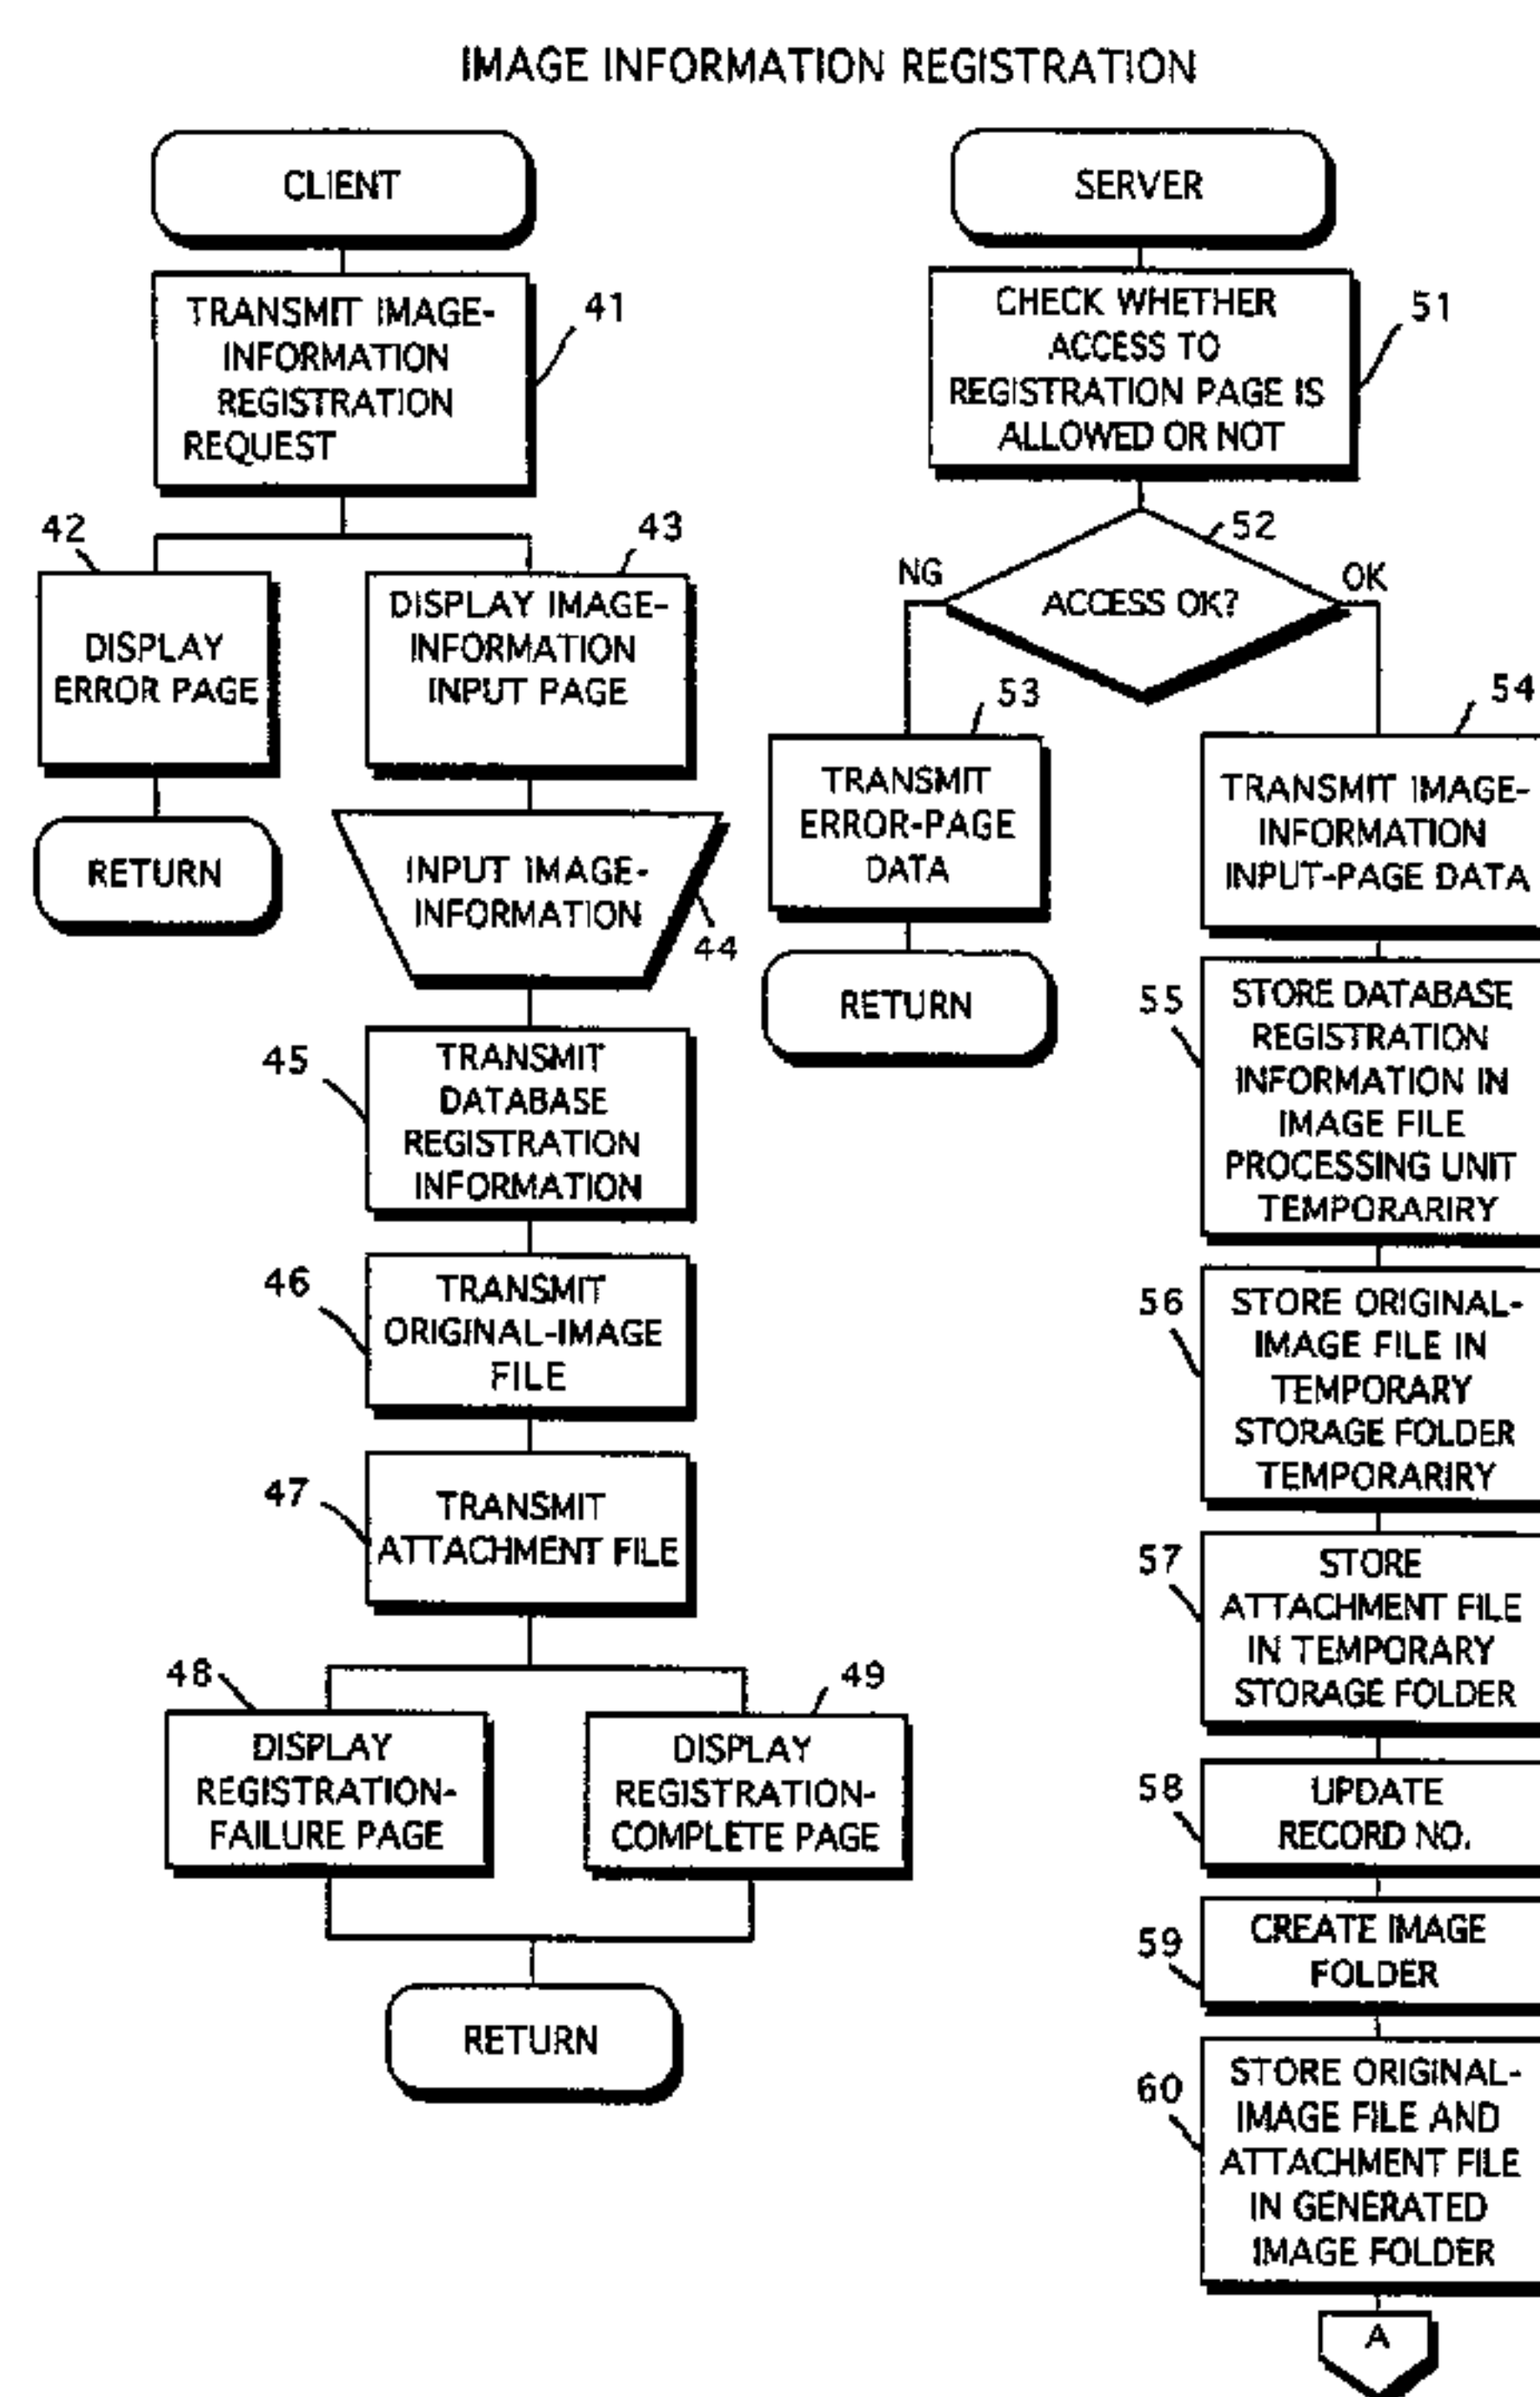 IMAGE INFORMATION REGISTRATION
CLIENT
TRANSMIT IMAGE-
INFORMATION
REGISTRATION
REQUEST
41
42
DISPLAY
ERROR PAGE
RETURN
43
DISPLAY IMAGE-
INFORMATION
INPUT PAGE
INPUT IMAGE-
INFORMATION
44
45
TRANSMIT
DATABASE
REGISTRATION
INFORMATION
46
TRANSMIT
ORIGINAL-IMAGE
FILE
47
TRANSMIT
ATTACHMENT FILE
48
DISPLAY
REGISTRATION-
FAILURE PAGE
49
DISPLAY
REGISTRATION-
COMPLETE PAGE
RETURN
SERVER
CHECK WHETHER
ACCESS TO
REGISTRATION PAGE IS
ALLOWED OR NOT
51
52
NG
ACCESS OK?
OK
53
TRANSMIT
ERROR-PAGE
DATA
RETURN
54
TRANSMIT IMAGE-
INFORMATION
INPUT-PAGE DATA
55
STORE DATABASE
REGISTRATION
INFORMATION IN
IMAGE FILE
PROCESSING UNIT
TEMPORARIRY
56
STORE ORIGINAL-
IMAGE FILE IN
TEMPORARY
STORAGE FOLDER
TEMPORARIRY
57
STORE
ATTACHMENT FILE
IN TEMPORARY
STORAGE FOLDER
58
UPDATE
RECORD NO.
59
CREATE IMAGE
FOLDER
60
STORE ORIGINAL-
IMAGE FILE AND
ATTACHMENT FILE
IN GENERATED
IMAGE FOLDER
A